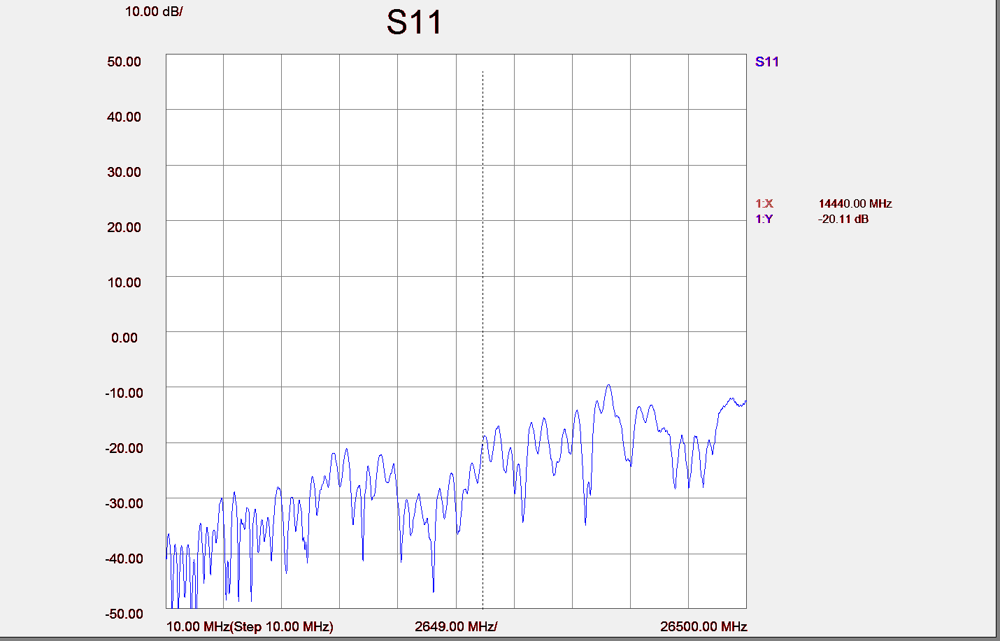 10.00 dB/
S11
50.00
S11
40.00
30.00
1:X 14440.00 MHz
1:Y -20.11 dB
20.00
10.00
0.00
-10.00
-20.00
-30.00
-40.00
-50.00
10.00 MHz(Step 10.00 MHz) 2649.00 MHz/ 26500.00 MHz